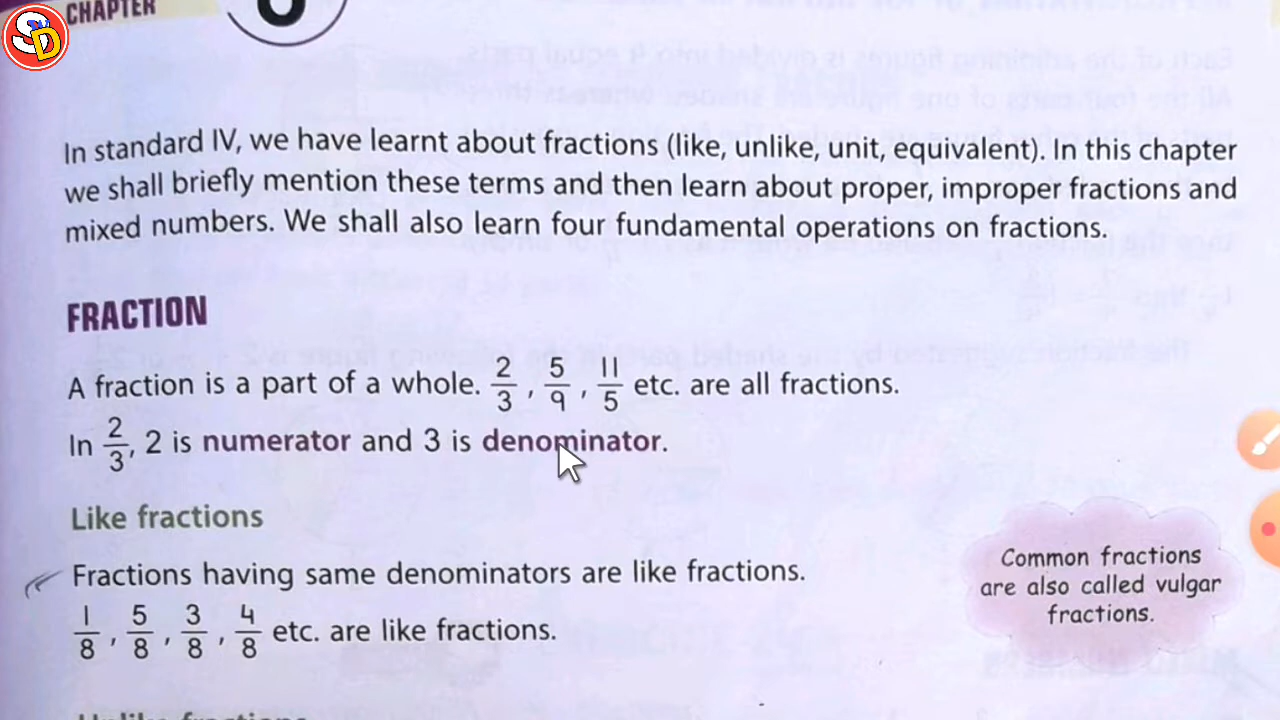 SD
CHAPTER
In standard IV, we have learnt about fractions (like, unlike, unit, equivalent). In this chapter
we shall briefly mention these terms and then learn about proper, improper fractions and
mixed numbers. We shall also learn four fundamental operations on fractions.
FRACTION
A fraction is a part of a whole. 2/3, 5/9, 11/5 etc. are all fractions.
In 2/3, 2 is numerator and 3 is denominator.
Like fractions
Fractions having same denominators are like fractions.
1/8, 5/8, 3/8, 4/8 etc. are like fractions.
Common fractions
are also called vulgar
fractions.
Unlike fractions